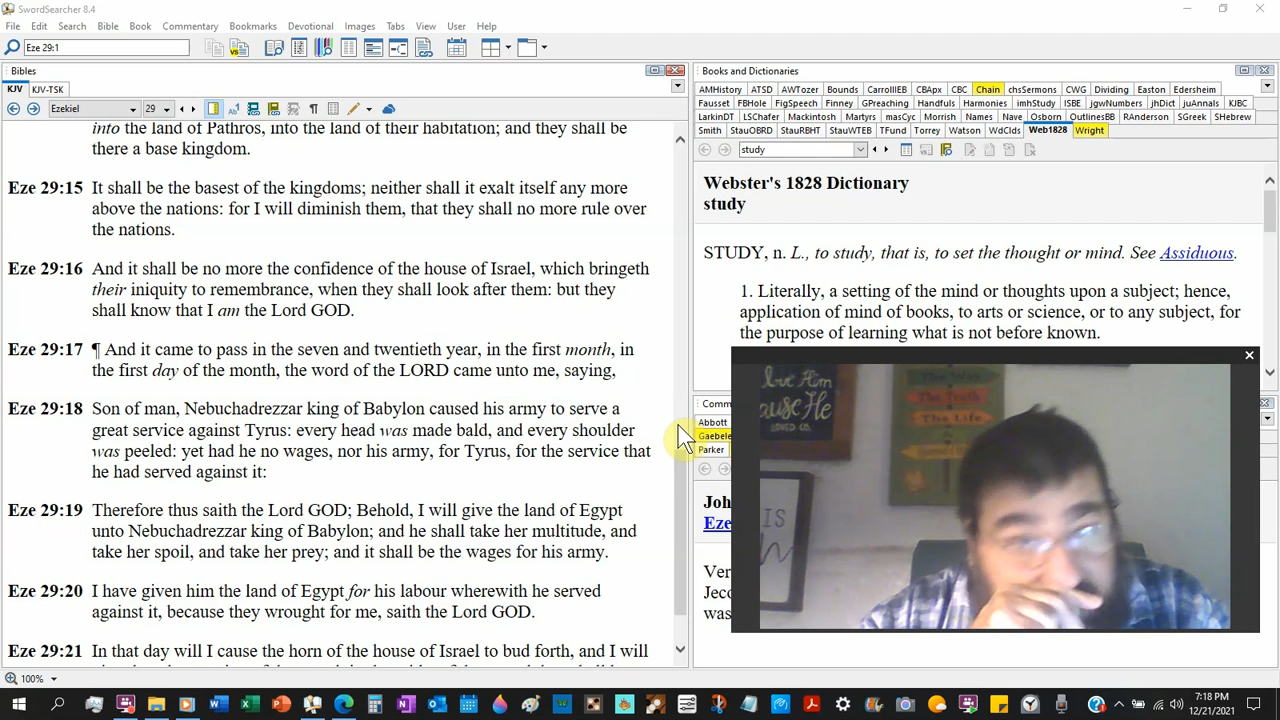 SwordSearcher 8.4
File Edit Search Bible Book Commentary Bookmarks Devotional Images Tabs View User Help
Eze 29:1
Bibles
KJV KJV-TSK
Ezekiel 29
into the land of Pathros, into the land of their habitation; and they shall be
there a base kingdom.
Eze 29:15 It shall be the basest of the kingdoms; neither shall it exalt itself any more
above the nations: for I will diminish them, that they shall no more rule over
the nations.
Eze 29:16 And it shall be no more the confidence of the house of Israel, which bringeth
their iniquity to remembrance, when they shall look after them: but they
shall know that I am the Lord GOD.
Eze 29:17 ¶ And it came to pass in the seven and twentieth year, in the first month, in
the first day of the month, the word of the LORD came unto me, saying,
Eze 29:18 Son of man, Nebuchadrezzar king of Babylon caused his army to serve a
great service against Tyrus: every head was made bald, and every shoulder
was peeled: yet had he no wages, nor his army, for Tyrus, for the service that
he had served against it:
Eze 29:19 Therefore thus saith the Lord GOD; Behold, I will give the land of Egypt
unto Nebuchadrezzar king of Babylon; and he shall take her multitude, and
take her spoil, and take her prey; and it shall be the wages for his army.
Eze 29:20 I have given him the land of Egypt for his labour wherewith he served
against it, because they wrought for me, saith the Lord GOD.
Eze 29:21 In that day will I cause the horn of the house of Israel to bud forth, and I will
100%
Books and Dictionaries
AMHistory ATSD AWTozer Bounds CarrollIEB CBApx CBC Chain chsSermons CWG Dividing Easton Edersheim
Fausset FBHole FigSpeech Finney GPreaching Handfuls Harmonies imhStudy ISBE jgwNumbers jhDict juAnnals KJBC
LarkinDT LSChafer Mackintosh Martyrs masCyc Morrish Names Nave Osborn OutlinesBB RAnderson SGreek SHebrew
Smith StauOBRD StauRBHT StauWTEB TFund Torrey Watson WdClds Web1828 Wright
study
Webster's 1828 Dictionary
study
STUDY, n. L., to study, that is, to set the thought or mind. See Assiduous.
1. Literally, a setting of the mind or thoughts upon a subject; hence,
application of mind of books, to arts or science, or to any subject, for
the purpose of learning what is not before known.
Comm
Abbott
Gaebele
Parker
Joh
Eze
Ver
Jeco
was
love Him
cause He
LOVED US.
The Way
The Truth
The Life
IS
7:18 PM
12/21/2021